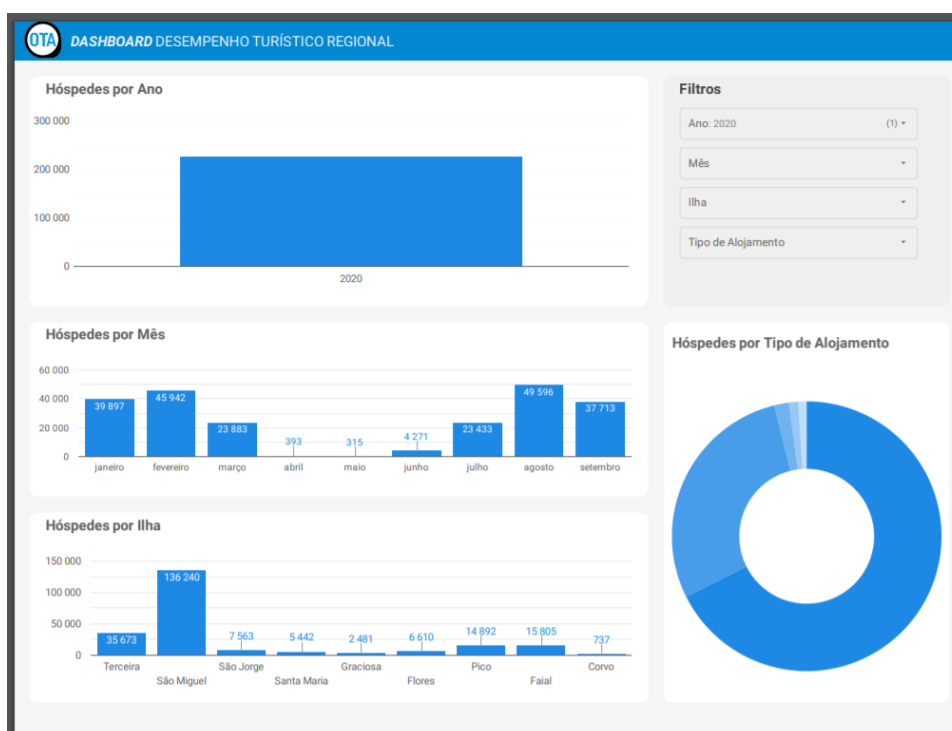 OTA DASHBOARD DESEMPENHO TURÍSTICO REGIONAL
Hóspedes por Ano
300 000
200 000
100 000
0
2020
Filtros
Ano: 2020 (1)
Mês
Ilha
Tipo de Alojamento
Hóspedes por Mês
60 000
40 000
20 000
0
39 897 45 942 23 883 393 315 4 271 23 433 49 596 37 713
janeiro fevereiro março abril maio junho julho agosto setembro
Hóspedes por Tipo de Alojamento
Hóspedes por Ilha
150 000
100 000
50 000
0
35 673 136 240 7 563 5 442 2 481 6 610 14 892 15 805 737
Terceira São Jorge Graciosa Pico Corvo
São Miguel Santa Maria Flores Faial